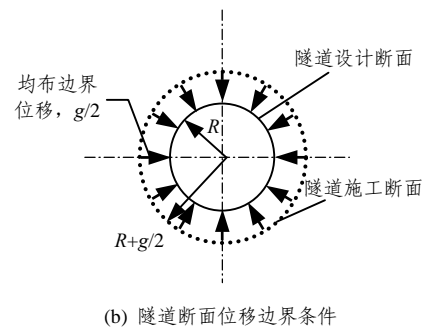 隧道设计断面
均布边界
位移，g/2
R
隧道施工断面
R+g/2
(b) 隧道断面位移边界条件